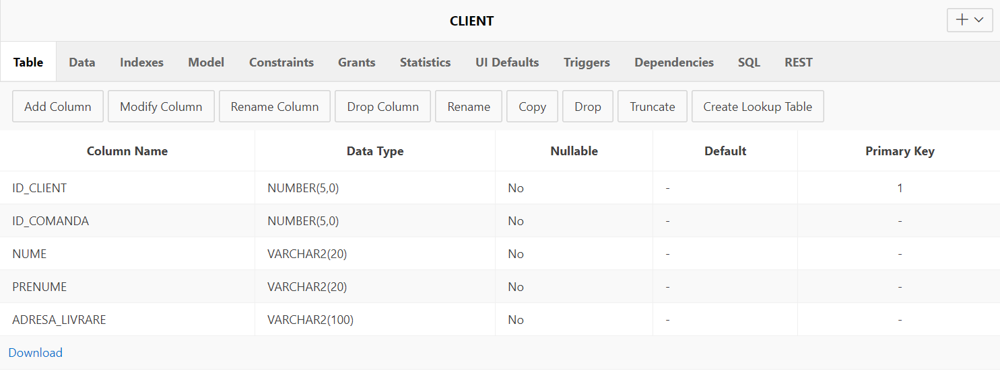 CLIENT
Table Data Indexes Model Constraints Grants Statistics UI Defaults Triggers Dependencies SQL REST
Add Column Modify Column Rename Column Drop Column Rename Copy Drop Truncate Create Lookup Table
Column Name Data Type Nullable Default Primary Key
ID_CLIENT NUMBER(5,0) No - 1
ID_COMANDA NUMBER(5,0) No - -
NUME VARCHAR2(20) No - -
PRENUME VARCHAR2(20) No - -
ADRESA_LIVRARE VARCHAR2(100) No - -
Download